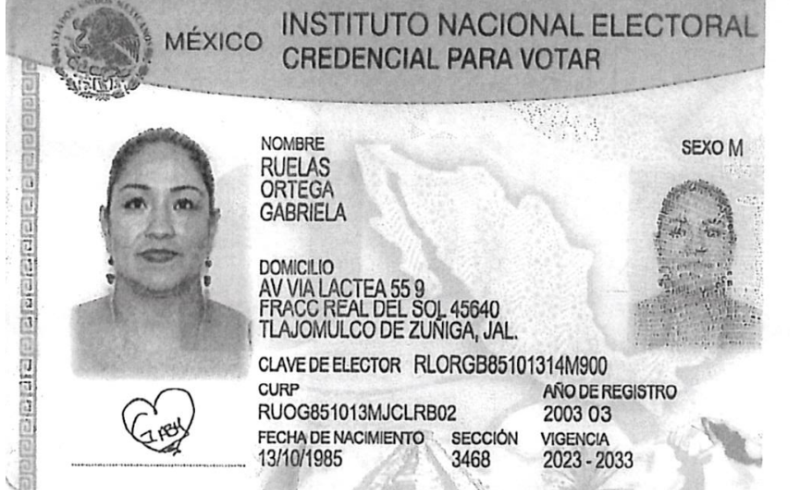 MÉXICO
INSTITUTO NACIONAL ELECTORAL
CREDENCIAL PARA VOTAR
NOMBRE
RUELAS
ORTEGA
GABRIELA
SEXO M
DOMICILIO
AV VIA LACTEA 55 9
FRACC REAL DEL SOL 45640
TLAJOMULCO DE ZUÑIGA, JAL.
CLAVE DE ELECTOR RLORGB85101314M900
CURP
RUOG851013MJCLRB02
AÑO DE REGISTRO
2003 03
FECHA DE NACIMIENTO
13/10/1985
SECCIÓN
3468
VIGENCIA
2023 - 2033